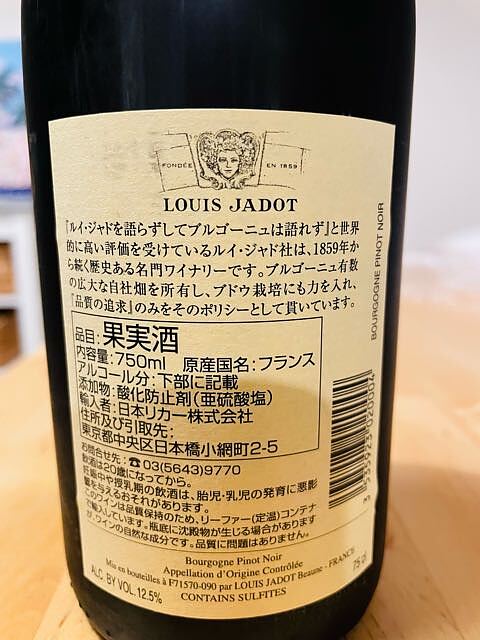 FONDÉE EN 1859
LOUIS JADOT
『ルイ・ジャドを語らずしてブルゴーニュは語れず』と世界
的に高い評価を受けているルイ・ジャド社は、1859年か
ら続く歴史ある名門ワイナリーです。ブルゴーニュ有数
の広大な自社畑を所有し、ブドウ栽培にも力を入れ、
『品質の追求』のみをそのポリシーとして貫いています。
品目:果実酒
内容量:750ml 原産国名:フランス
アルコール分:下部に記載
添加物:酸化防止剤(亜硫酸塩)
輸入者:日本リカー株式会社
住所及び引取先:
東京都中央区日本橋小網町2-5
お問合せ先:☎03(5643)9770
飲酒は20歳になってから。
妊娠中や授乳期の飲酒は、胎児・乳児の発育に悪影
響を与えるおそれがあります。
このワインは品質保持のため、リーファー(定温)コンテナ
で輸入しています。瓶底に沈殿物が生じる場合があります
が、ワインの自然な成分です。品質に問題はありません。
Bourgogne Pinot Noir
Appellation d'Origine Contrôlée
Mis en bouteilles à F71570-090 par LOUIS JADOT Beaune - FRANCE
ALC. BY VOL. 12.5%
CONTAINS SULFITES
75 cl
BOURGOGNE PINOT NOIR